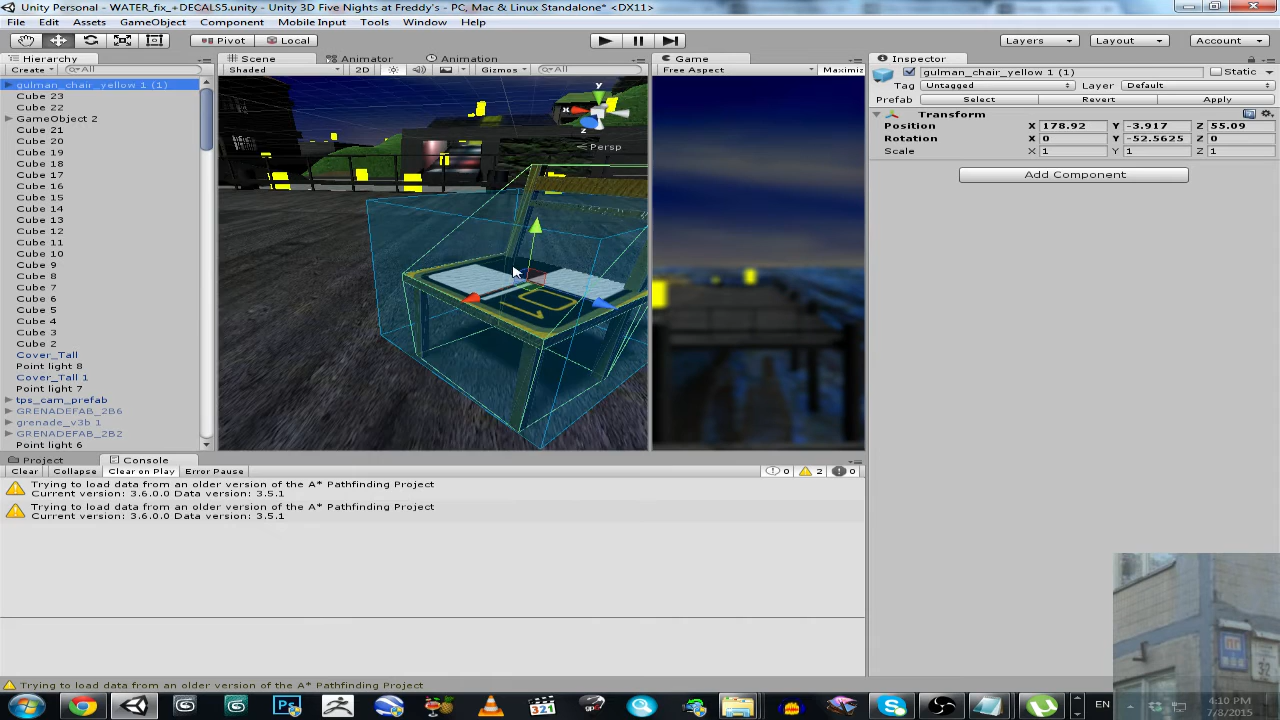 Unity Personal - WATER_fix_+DECALS5.unity - Unity 3D Five Nights at Freddy's - PC, Mac & Linux Standalone* <DX11>
File Edit Assets GameObject Component Mobile Input Tools Window Help
Pivot Local Layers Layout Account
Hierarchy Scene Animator Animation Game Inspector
Create All Shaded 2D Gizmos All Free Aspect Maximiz
gulman_chair_yellow 1 (1)
Cube 23
Cube 22
GameObject 2
Cube 21
Cube 20
Cube 19
Cube 18
Cube 17
Cube 16
Cube 15
Cube 14
Cube 13
Cube 12
Cube 11
Cube 10
Cube 9
Cube 8
Cube 7
Cube 6
Cube 5
Cube 4
Cube 3
Cube 2
Cover_Tall
Point light 8
Cover_Tall 1
Point light 7
tps_cam_prefab
GRENADEFAB_2B6
grenade_v3b 1
GRENADEFAB_2B2
Point light 6
y
x
z
Persp
gulman_chair_yellow 1 (1) Static
Tag Untagged Layer Default
Prefab Select Revert Apply
Transform
Position X 178.92 Y -3.917 Z 55.09
Rotation X 0 Y -52.5625 Z 0
Scale X 1 Y 1 Z 1
Add Component
Project Console
Clear Collapse Clear on Play Error Pause 0 2 0
Trying to load data from an older version of the A* Pathfinding Project
Current version: 3.6.0.0 Data version: 3.5.1
Trying to load data from an older version of the A* Pathfinding Project
Current version: 3.6.0.0 Data version: 3.5.1
Trying to load data from an older version of the A* Pathfinding Project
32
321
EN
4:10 PM
7/8/2015